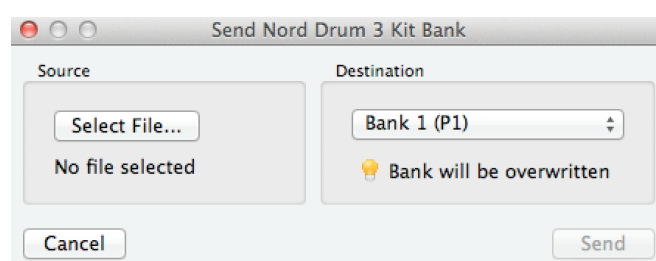 Send Nord Drum 3 Kit Bank
Source
Select File...
No file selected
Destination
Bank 1 (P1)
Bank will be overwritten
Cancel
Send